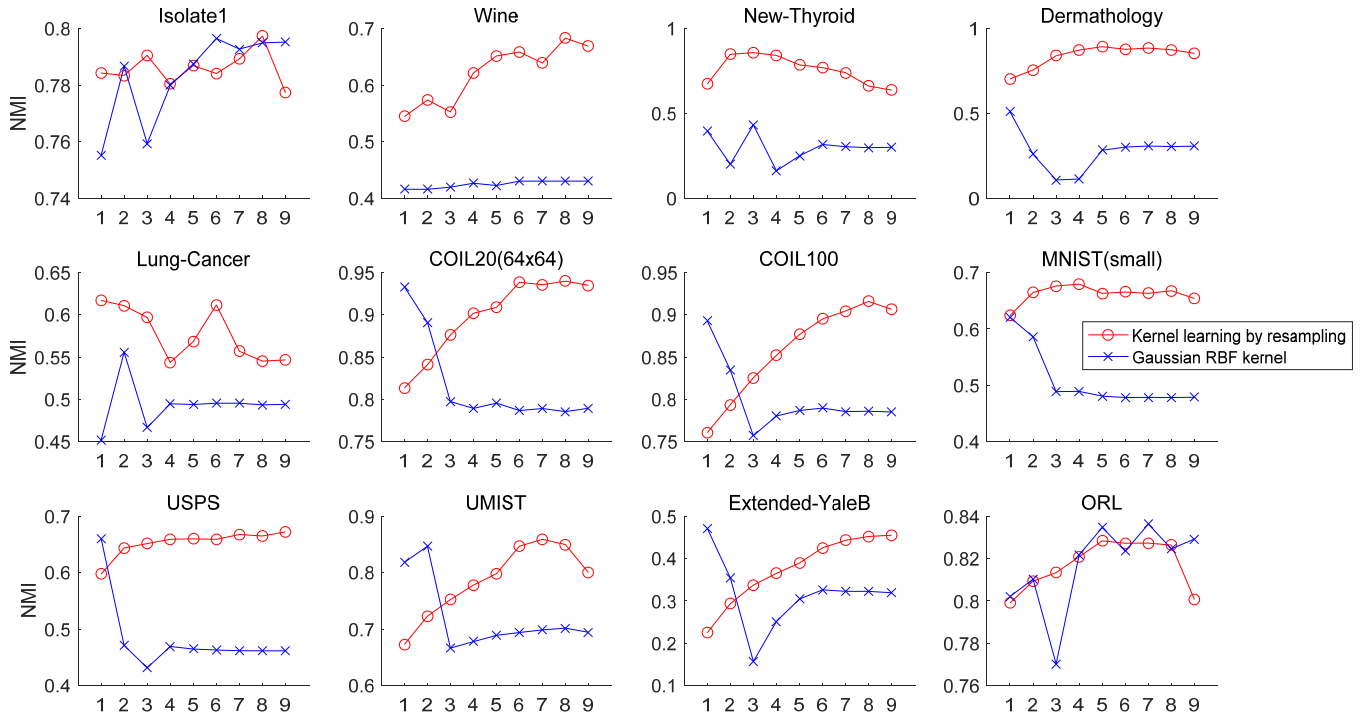 Isolate1
NMI
0.8
0.78
0.76
0.74
1 2 3 4 5 6 7 8 9
Wine
0.7
0.6
0.5
0.4
1 2 3 4 5 6 7 8 9
New-Thyroid
1
0.5
0
1 2 3 4 5 6 7 8 9
Dermathology
1
0.5
0
1 2 3 4 5 6 7 8 9
Lung-Cancer
NMI
0.65
0.6
0.55
0.5
0.45
1 2 3 4 5 6 7 8 9
COIL20(64x64)
0.95
0.9
0.85
0.8
0.75
1 2 3 4 5 6 7 8 9
COIL100
0.95
0.9
0.85
0.8
0.75
1 2 3 4 5 6 7 8 9
MNIST(small)
0.7
0.6
0.5
0.4
1 2 3 4 5 6 7 8 9
Kernel learning by resampling
Gaussian RBF kernel
USPS
NMI
0.7
0.6
0.5
0.4
1 2 3 4 5 6 7 8 9
UMIST
0.9
0.8
0.7
0.6
1 2 3 4 5 6 7 8 9
Extended-YaleB
0.5
0.4
0.3
0.2
0.1
1 2 3 4 5 6 7 8 9
ORL
0.84
0.82
0.8
0.78
0.76
1 2 3 4 5 6 7 8 9